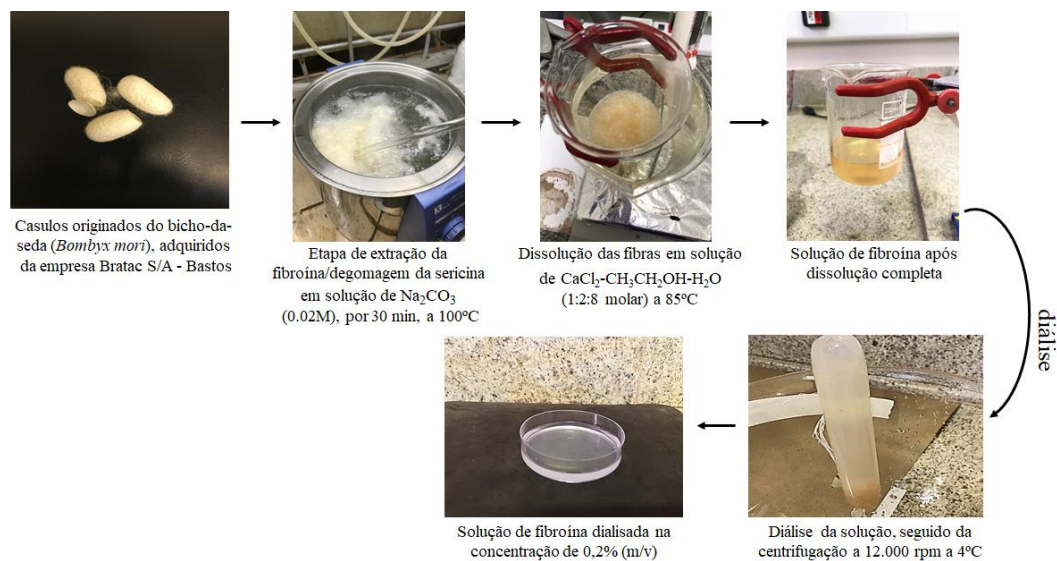 Casulos originados do bicho-da-
seda (Bombyx mori), adquiridos
da empresa Bratac S/A - Bastos
Etapa de extração da
fibroína/degomagem da sericina
em solução de Na₂CO₃
(0.02M), por 30 min, a 100ºC
Dissolução das fibras em solução
de CaCl₂-CH₃CH₂OH-H₂O
(1:2:8 molar) a 85ºC
Solução de fibroína após
dissolução completa
diálise
Solução de fibroína dialisada na
concentração de 0,2% (m/v)
Diálise da solução, seguido da
centrifugação a 12.000 rpm a 4ºC